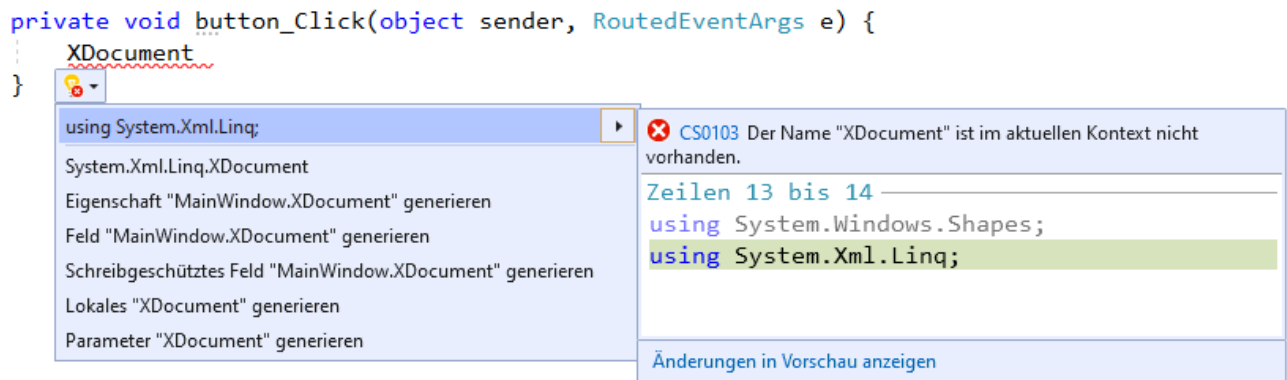 private void button_Click(object sender, RoutedEventArgs e) {
XDocument
}
using System.Xml.Linq;
System.Xml.Linq.XDocument
Eigenschaft "MainWindow.XDocument" generieren
Feld "MainWindow.XDocument" generieren
Schreibgeschütztes Feld "MainWindow.XDocument" generieren
Lokales "XDocument" generieren
Parameter "XDocument" generieren
CS0103 Der Name "XDocument" ist im aktuellen Kontext nicht
vorhanden.
Zeilen 13 bis 14
using System.Windows.Shapes;
using System.Xml.Linq;
Änderungen in Vorschau anzeigen